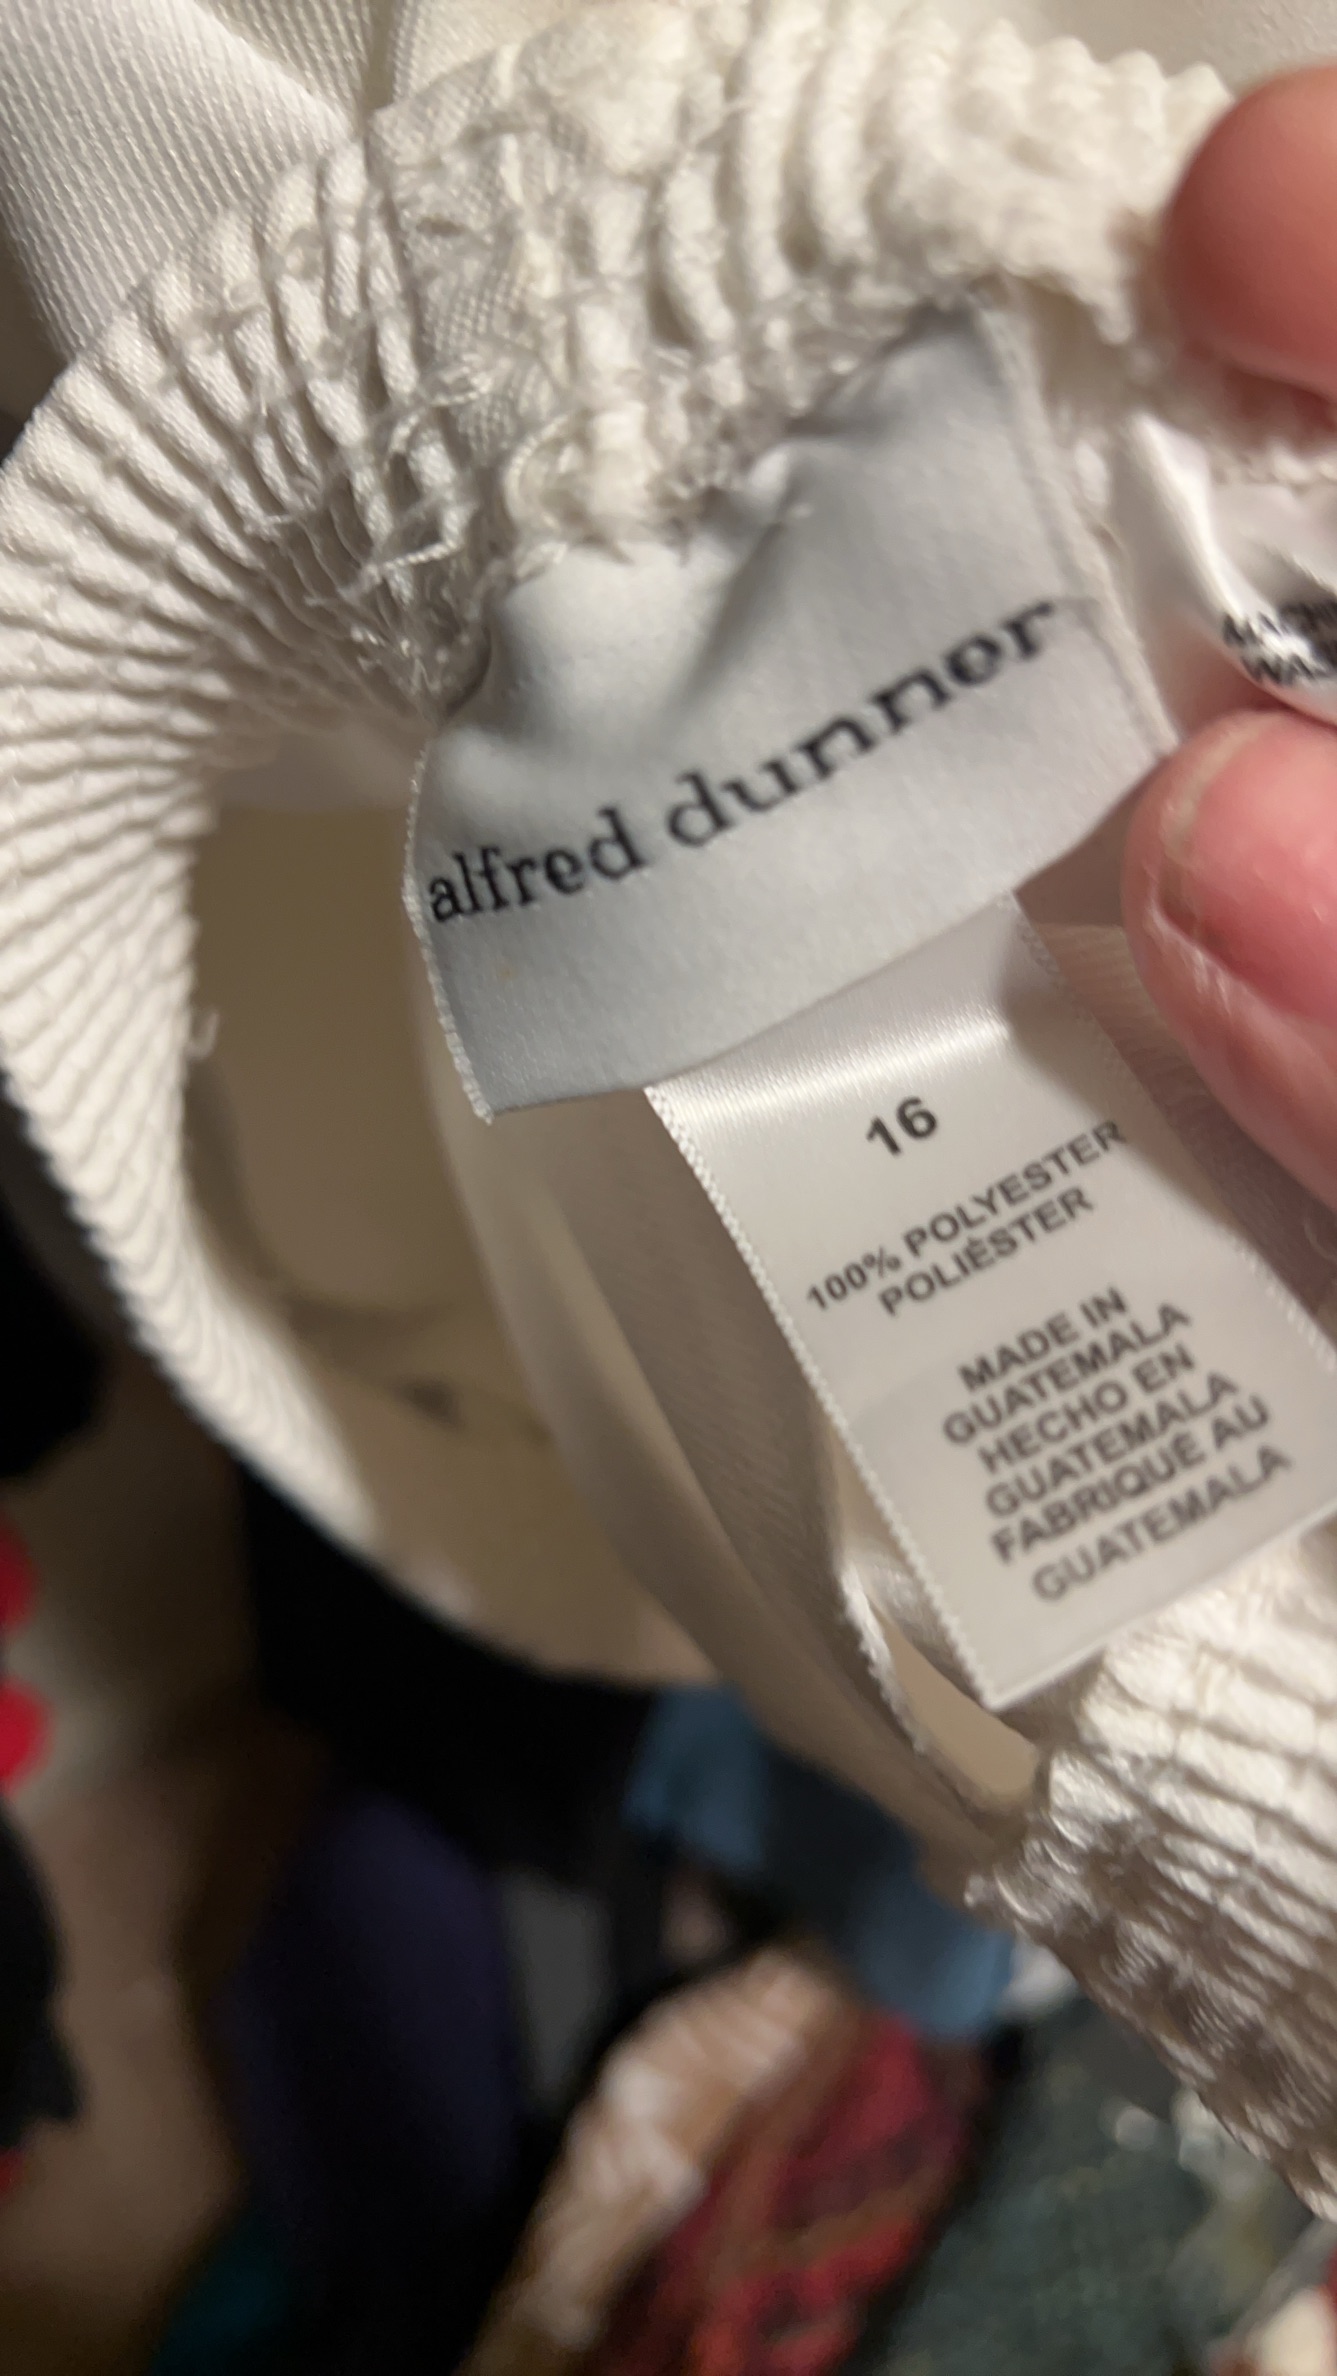 alfred dunner
16
100% POLYESTER
POLIÉSTER
MADE IN
GUATEMALA
HECHO EN
GUATEMALA
FABRIQUÉ AU
GUATEMALA